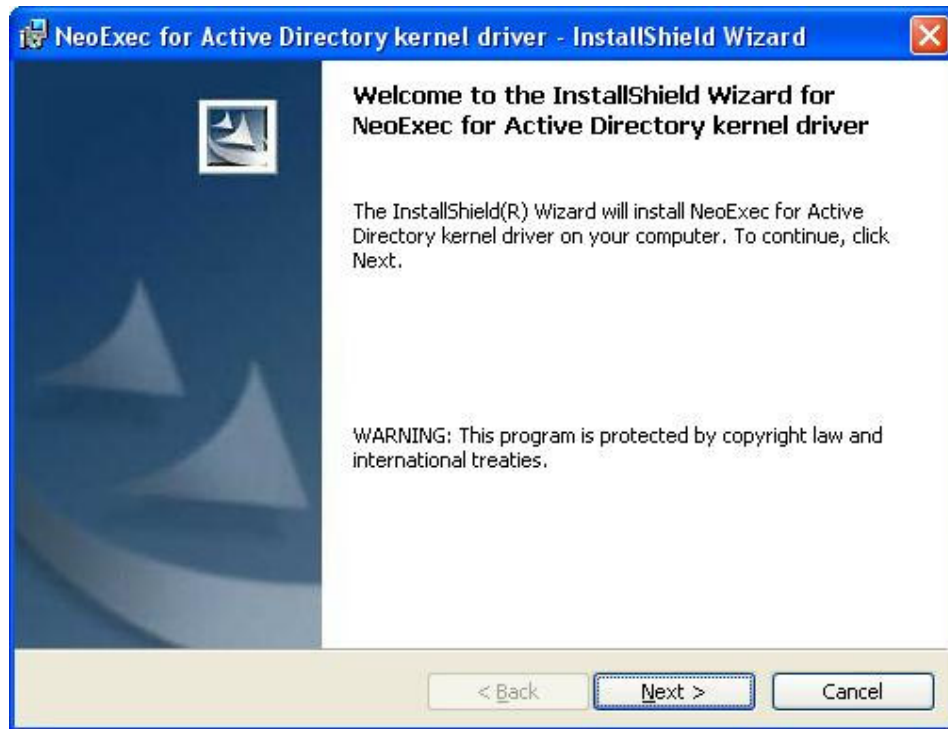 NeoExec for Active Directory kernel driver - InstallShield Wizard
Welcome to the InstallShield Wizard for
NeoExec for Active Directory kernel driver
The InstallShield(R) Wizard will install NeoExec for Active
Directory kernel driver on your computer. To continue, click
Next.
WARNING: This program is protected by copyright law and
international treaties.
< Back
Next >
Cancel